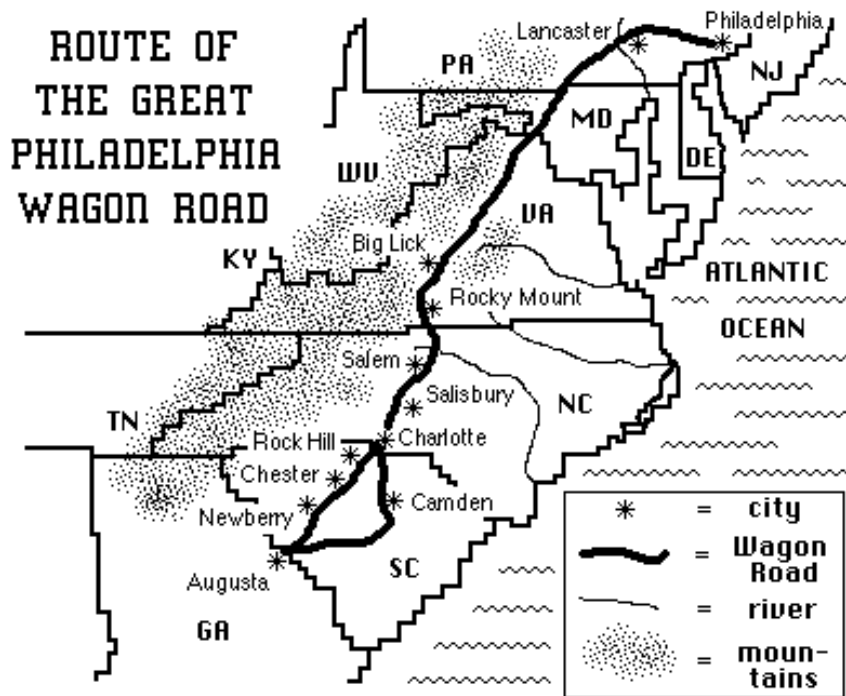 ROUTE OF
THE GREAT
PHILADELPHIA
WAGON ROAD
Philadelphia
Lancaster
PA
NJ
MD
DE
WV
VA
Big Lick
KY
ATLANTIC
OCEAN
Rocky Mount
Salem
Salisbury
NC
TN
Rock Hill
Charlotte
Chester
Newberry
Camden
Augusta
SC
GA
= city
= Wagon
Road
= river
= moun-
tains